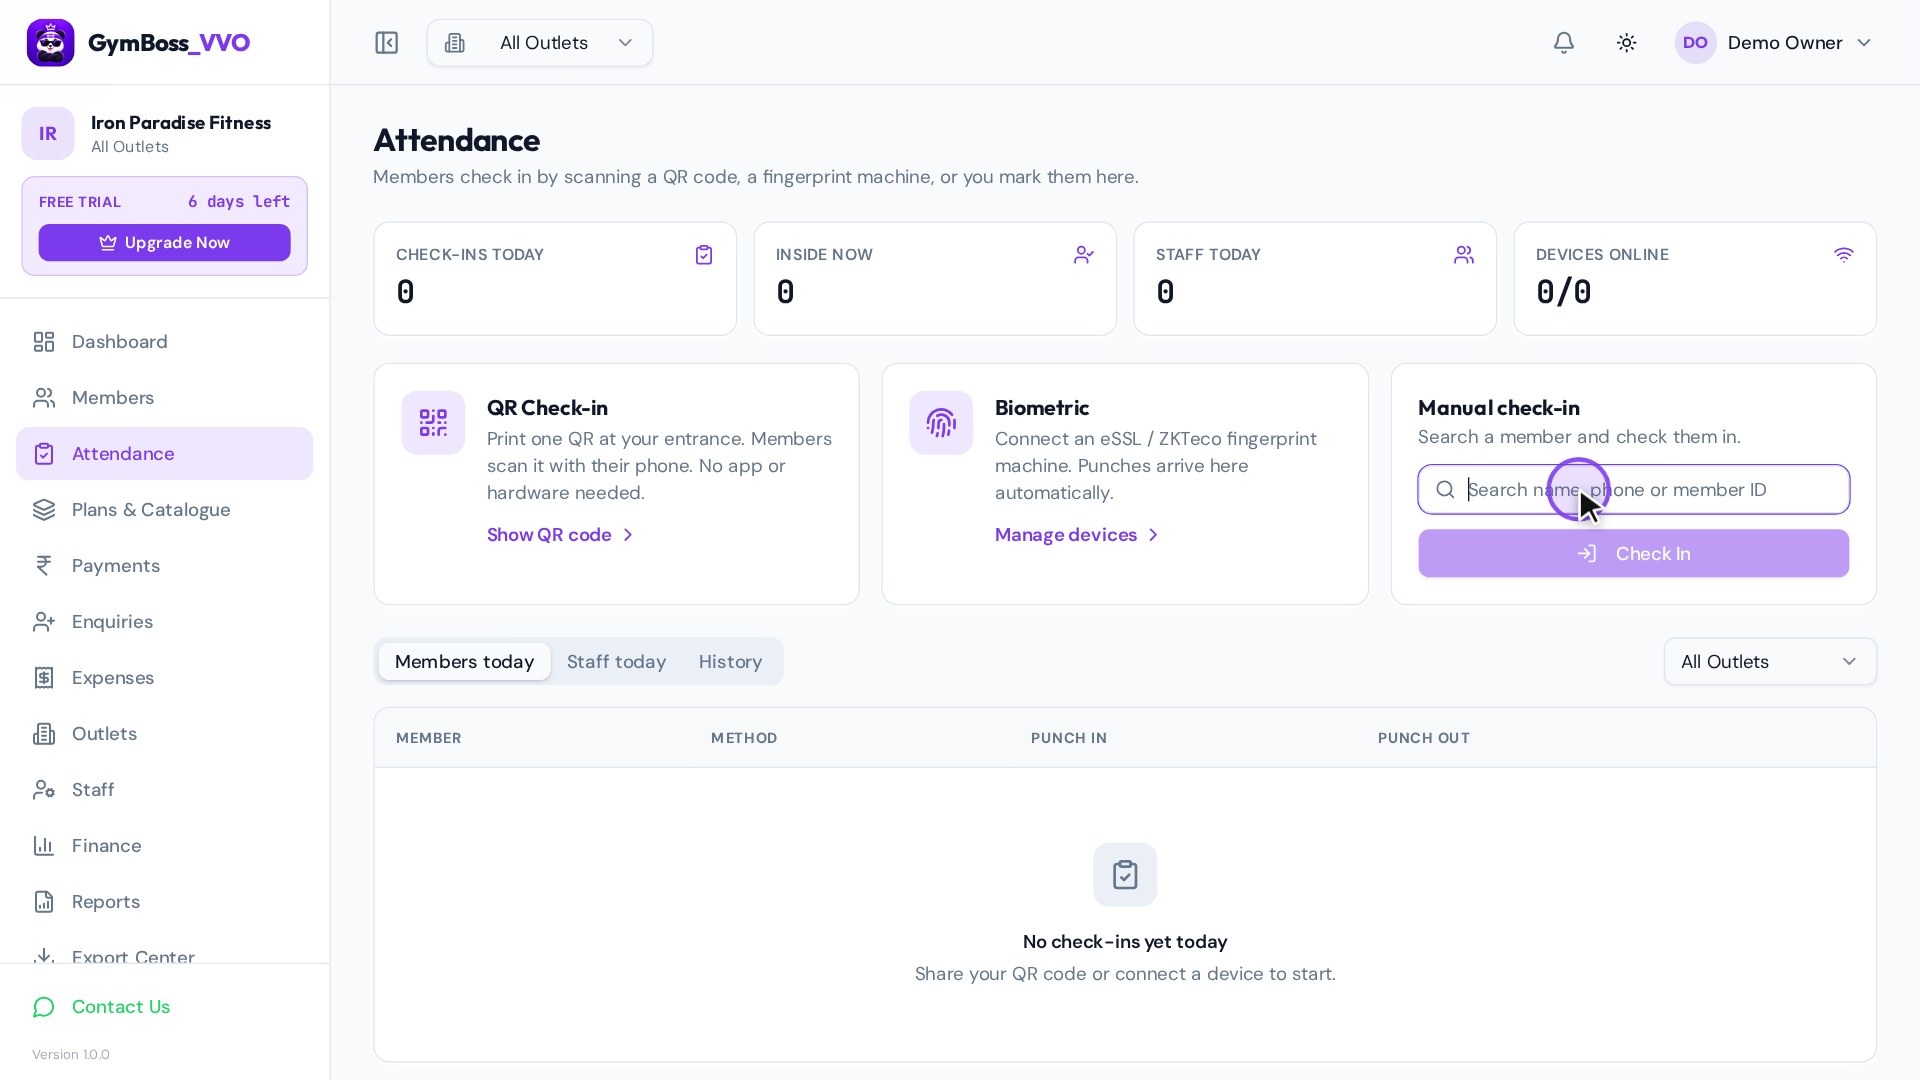 GymBoss_VVO
All Outlets
DO
Demo Owner
IR
Iron Paradise Fitness
All Outlets
FREE TRIAL
6 days left
Upgrade Now
Dashboard
Members
Attendance
Plans & Catalogue
Payments
Enquiries
Expenses
Outlets
Staff
Finance
Reports
Export Center
Contact Us
Version 1.0.0
Attendance
Members check in by scanning a QR code, a fingerprint machine, or you mark them here.
CHECK-INS TODAY
0
INSIDE NOW
0
STAFF TODAY
0
DEVICES ONLINE
0/0
QR Check-in
Print one QR at your entrance. Members
scan it with their phone. No app or
hardware needed.
Show QR code
Biometric
Connect an eSSL / ZKTeco fingerprint
machine. Punches arrive here
automatically.
Manage devices
Manual check-in
Search a member and check them in.
Search name, phone or member ID
Check In
Members today
Staff today
History
All Outlets
MEMBER
METHOD
PUNCH IN
PUNCH OUT
No check-ins yet today
Share your QR code or connect a device to start.